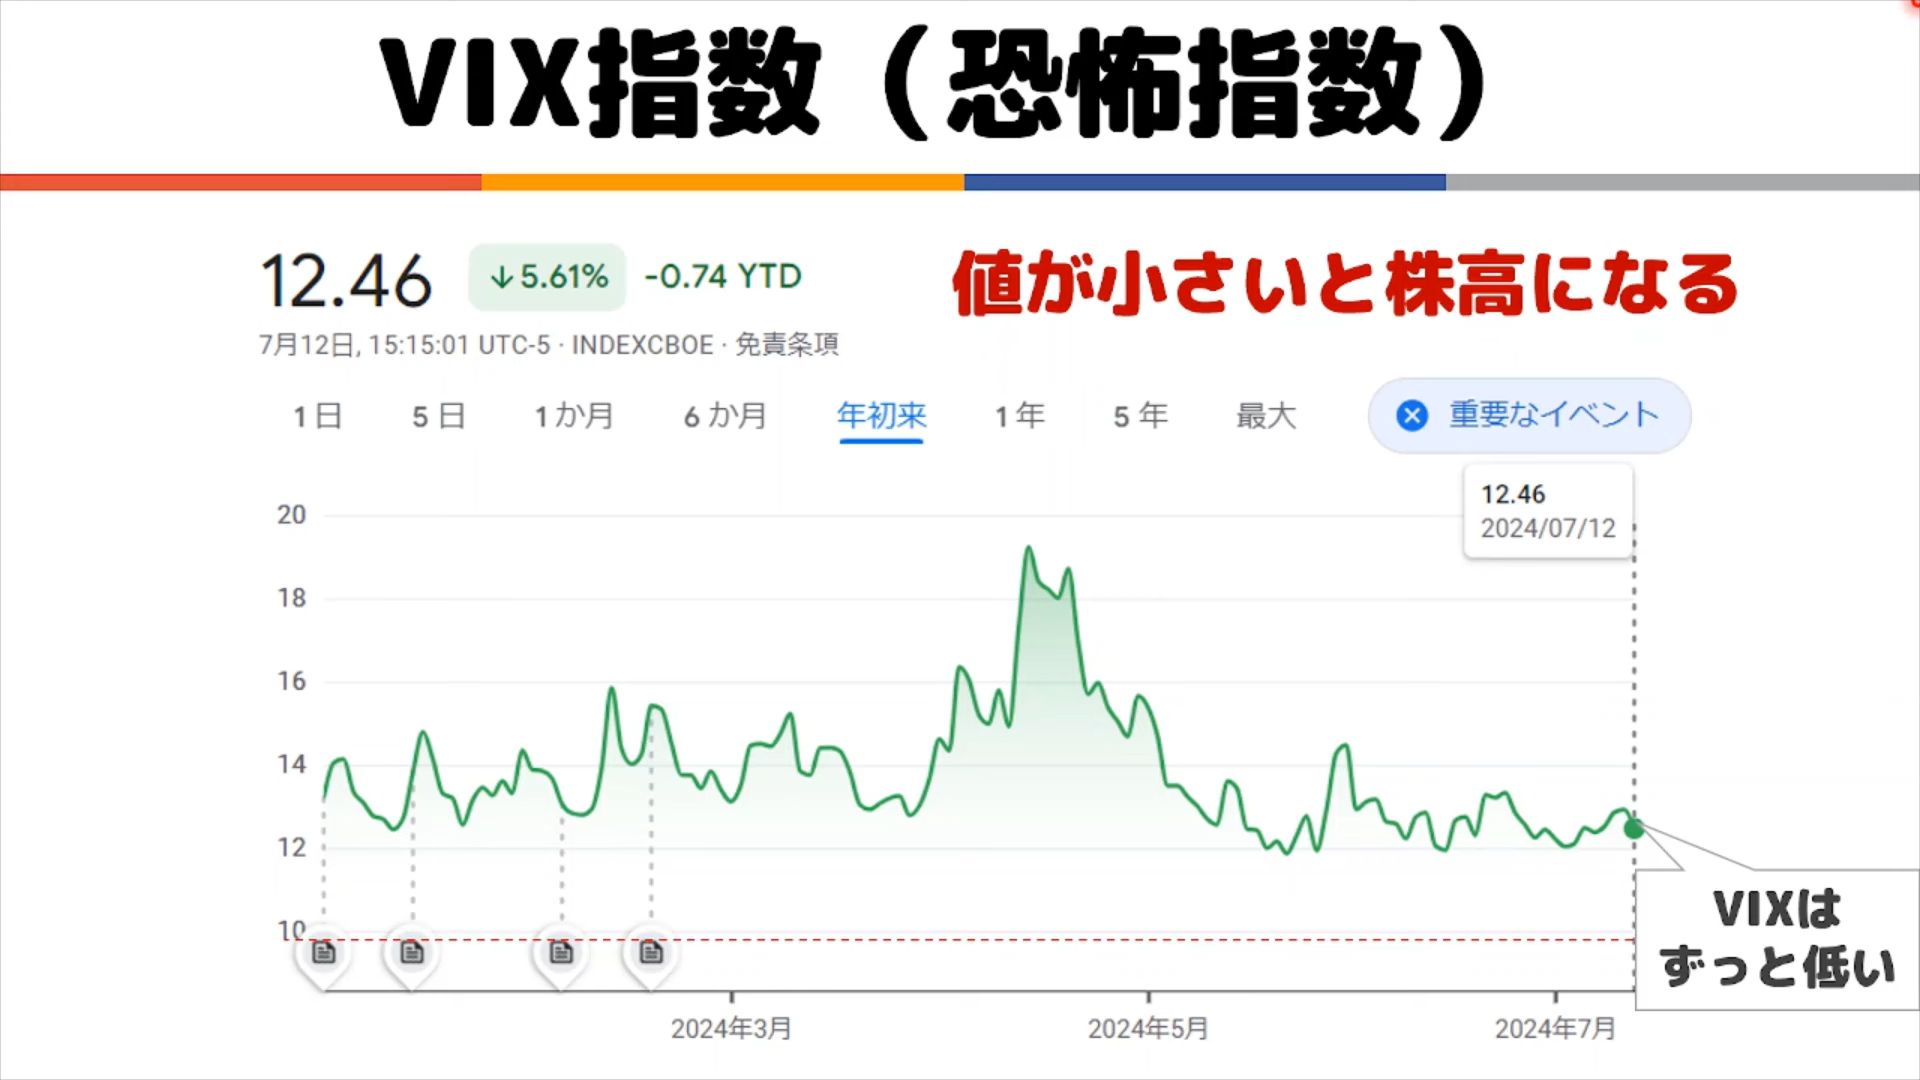 VIX指数（恐怖指数）
12.46 ↓5.61% -0.74 YTD
値が小さいと株高になる
7月12日, 15:15:01 UTC-5 · INDEXCBOE · 免責条項
1日 5日 1か月 6か月 年初来 1年 5年 最大 重要なイベント
12.46
2024/07/12
20
18
16
14
12
10
VIXは
ずっと低い
2024年3月 2024年5月 2024年7月